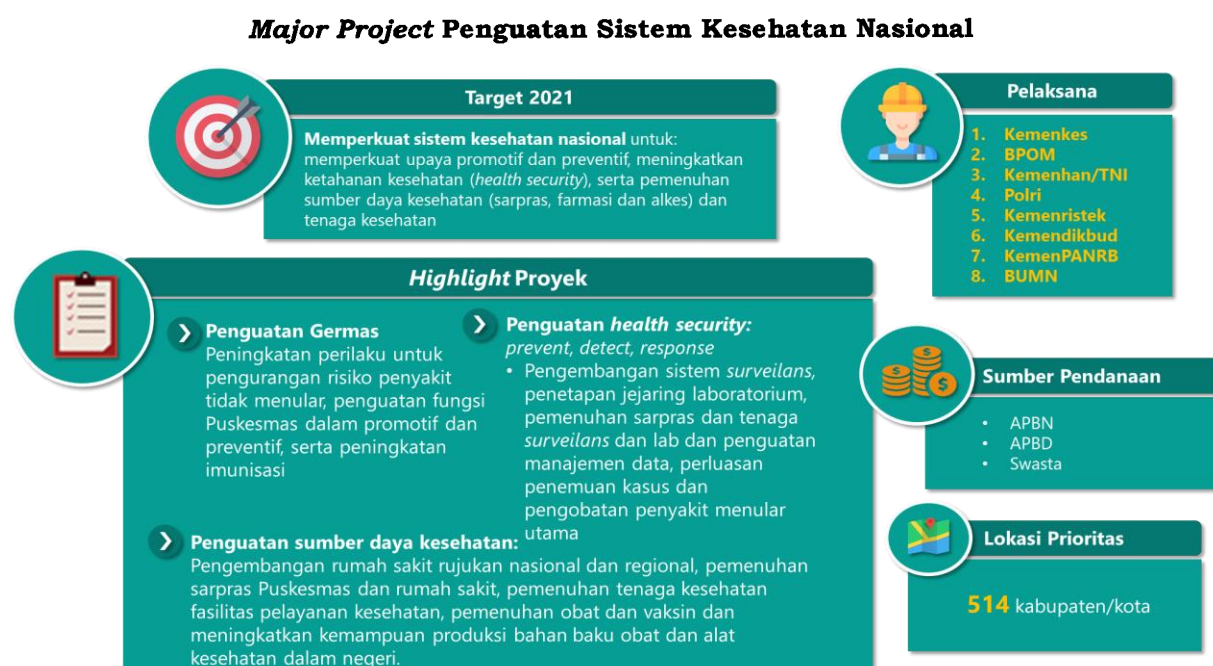 Major Project Penguatan Sistem Kesehatan Nasional
Target 2021
Memperkuat sistem kesehatan nasional untuk:
memperkuat upaya promotif dan preventif, meningkatkan
ketahanan kesehatan (health security), serta pemenuhan
sumber daya kesehatan (sarpras, farmasi dan alkes) dan
tenaga kesehatan
Pelaksana
1. Kemenkes
2. BPOM
3. Kemenhan/TNI
4. Polri
5. Kemenristek
6. Kemendikbud
7. KemenPANRB
8. BUMN
Highlight Proyek
Penguatan Germas
Peningkatan perilaku untuk
pengurangan risiko penyakit
tidak menular, penguatan fungsi
Puskesmas dalam promotif dan
preventif, serta peningkatan
imunisasi
Penguatan health security:
prevent, detect, response
• Pengembangan sistem surveilans,
penetapan jejaring laboratorium,
pemenuhan sarpras dan tenaga
surveilans dan lab dan penguatan
manajemen data, perluasan
penemuan kasus dan
pengobatan penyakit menular
utama
Penguatan sumber daya kesehatan:
Pengembangan rumah sakit rujukan nasional dan regional, pemenuhan
sarpras Puskesmas dan rumah sakit, pemenuhan tenaga kesehatan
fasilitas pelayanan kesehatan, pemenuhan obat dan vaksin dan
meningkatkan kemampuan produksi bahan baku obat dan alat
kesehatan dalam negeri.
Sumber Pendanaan
• APBN
• APBD
• Swasta
Lokasi Prioritas
514 kabupaten/kota